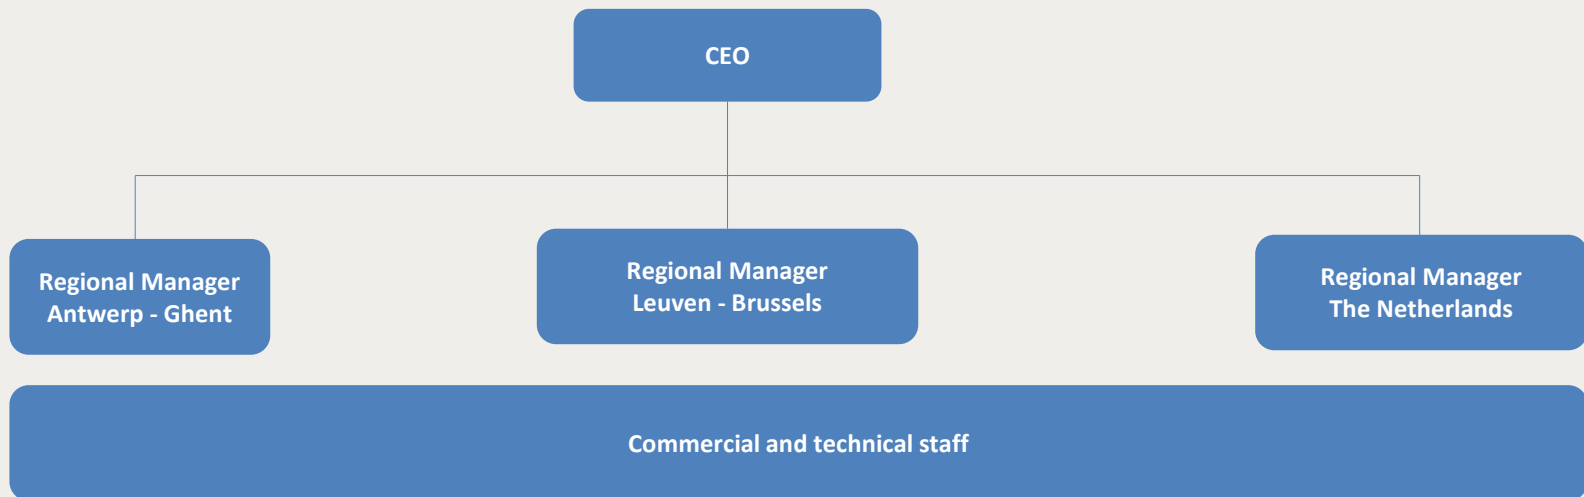 CEO
Regional Manager
Antwerp - Ghent
Regional Manager
Leuven - Brussels
Regional Manager
The Netherlands
Commercial and technical staff